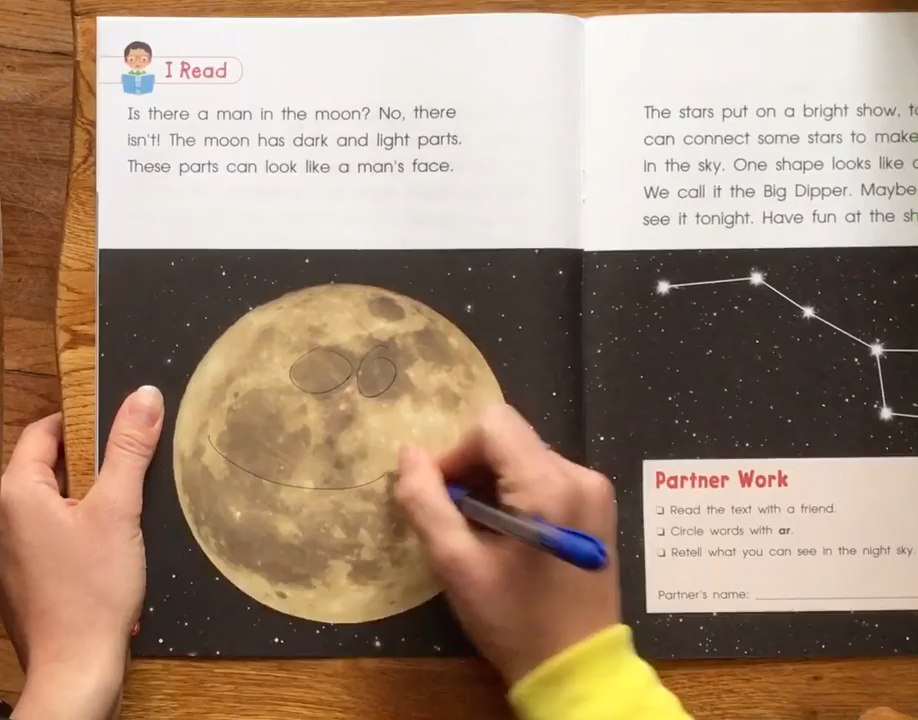 I Read
Is there a man in the moon? No, there
isn't! The moon has dark and light parts.
These parts can look like a man's face.
The stars put on a bright show,
can connect some stars to make
in the sky. One shape looks like
We call it the Big Dipper. Maybe
see it tonight. Have fun at the
Partner Work
Read the text with a friend.
Circle words with ar.
Retell what you can see in the night sky.
Partner's name: